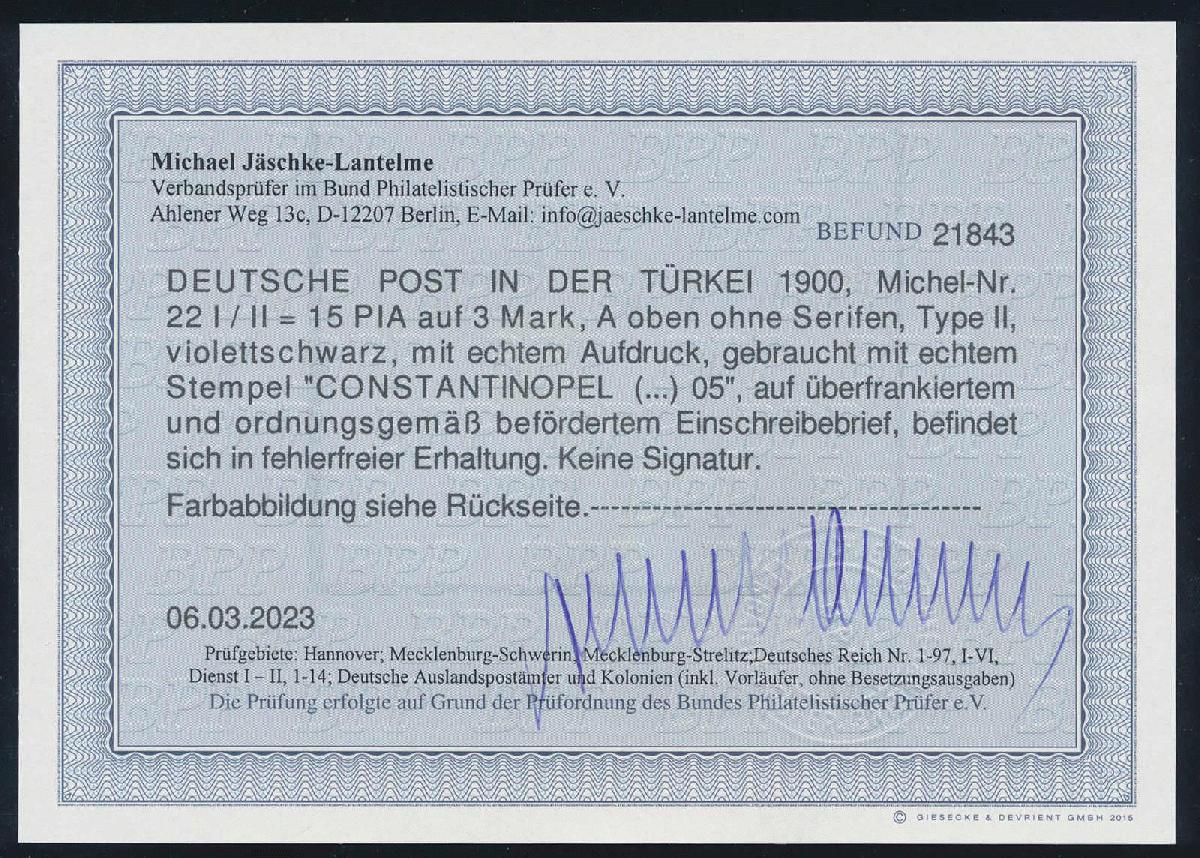 Michael Jäschke-Lantelme
Verbandsprüfer im Bund Philatelistischer Prüfer e. V.
Ahlener Weg 13c, D-12207 Berlin, E-Mail: info@jaeschke-lantelme.com
BEFUND 21843
DEUTSCHE POST IN DER TÜRKEI 1900, Michel-Nr.
22 I / II = 15 PIA auf 3 Mark, A oben ohne Serifen, Type II,
violettschwarz, mit echtem Aufdruck, gebraucht mit echtem
Stempel "CONSTANTINOPEL (...) 05", auf überfrankiertem
und ordnungsgemäß befördertem Einschreibebrief, befindet
sich in fehlerfreier Erhaltung. Keine Signatur.
Farbabbildung siehe Rückseite.--------------------------------------
06.03.2023
Prüfgebiete: Hannover; Mecklenburg-Schwerin; Mecklenburg-Strelitz;Deutsches Reich Nr. 1-97, I-VI,
Dienst I – II, 1-14; Deutsche Auslandspostämter und Kolonien (inkl. Vorläufer, ohne Besetzungsausgaben)
Die Prüfung erfolgte auf Grund der Prüfordnung des Bundes Philatelistischer Prüfer e.V.
© GIESECKE & DEVRIENT GMBH 2015